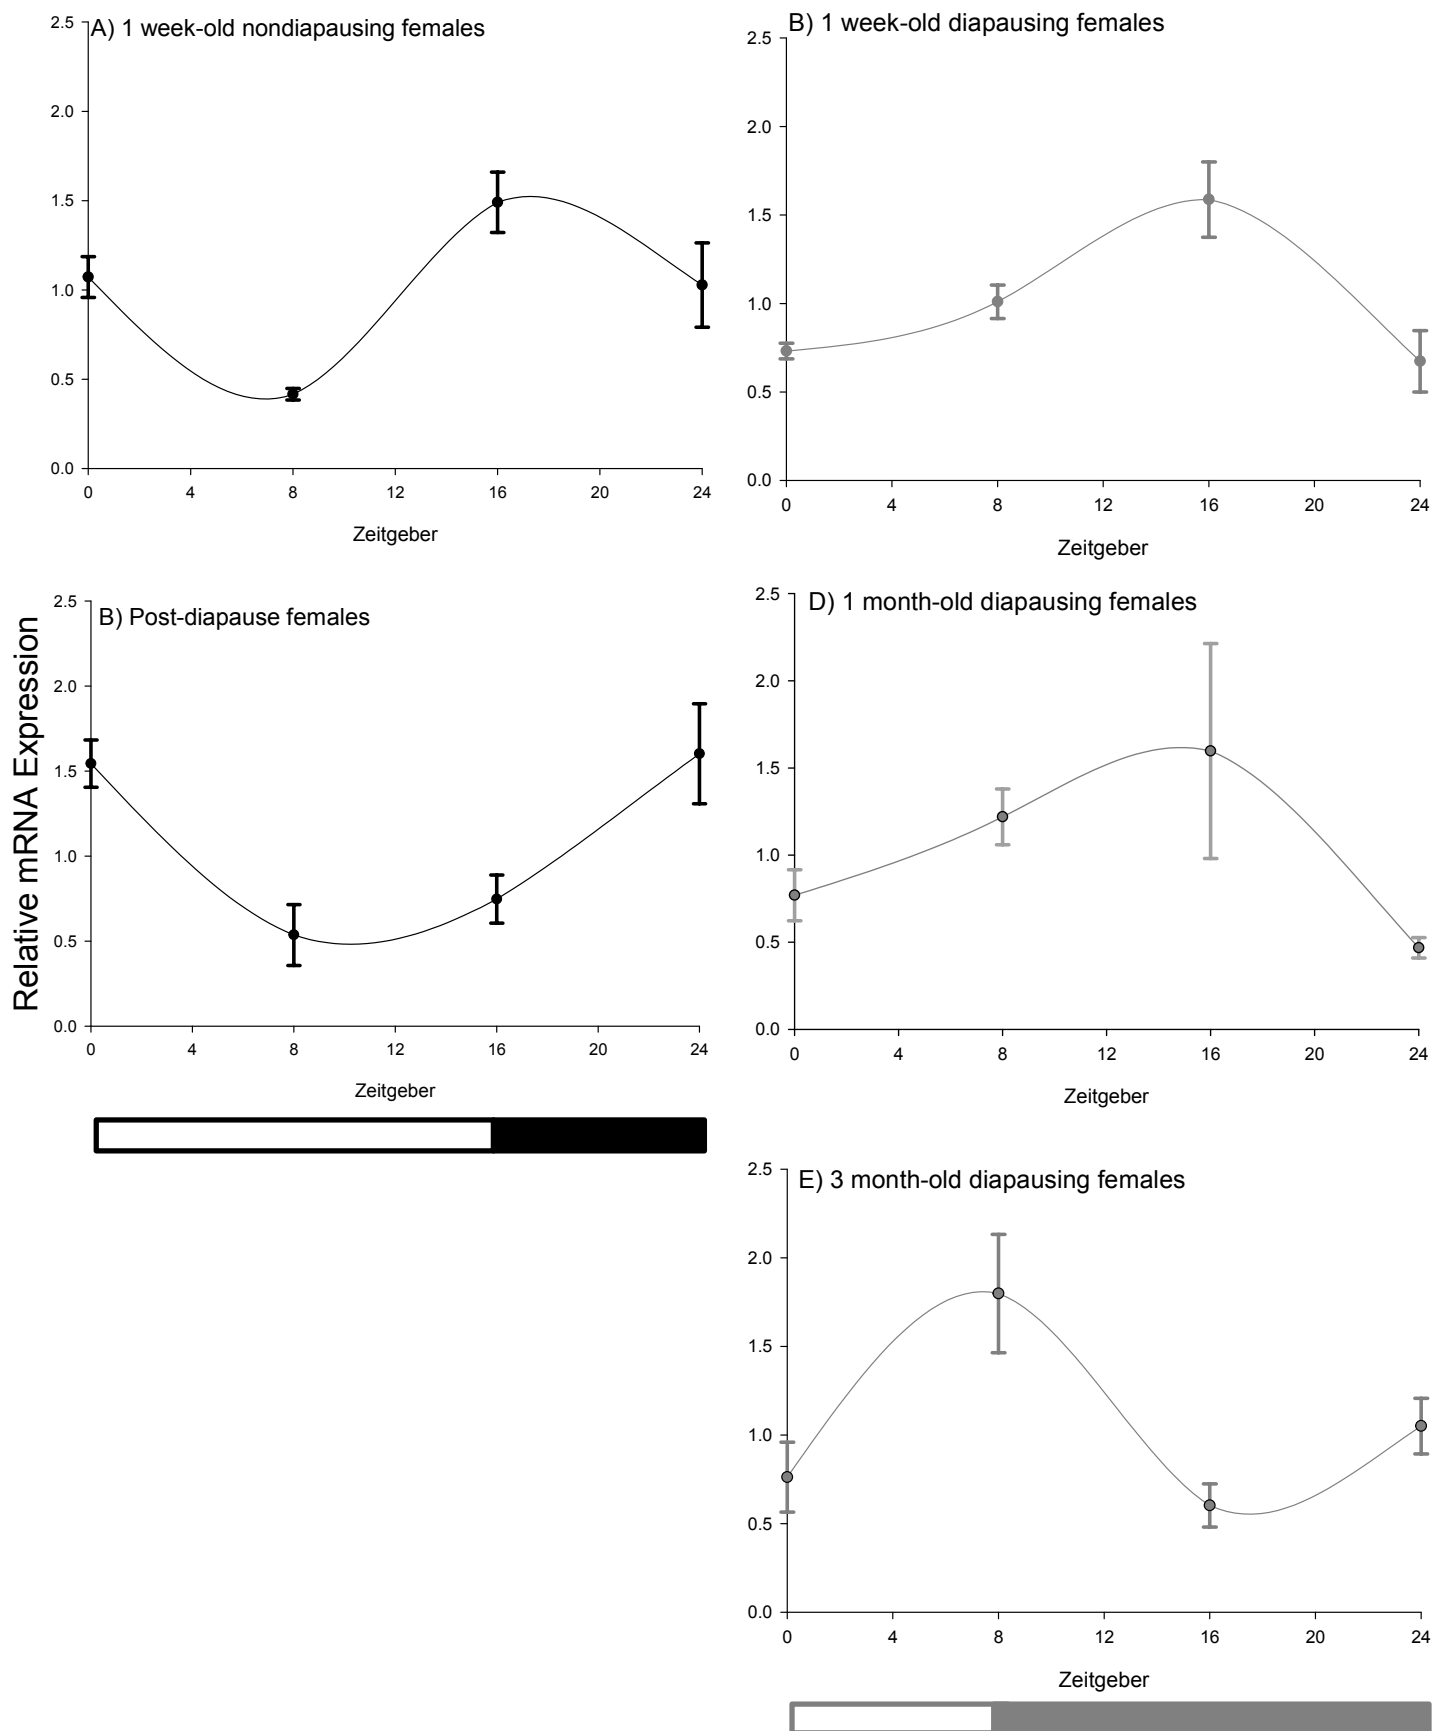 A) 1 week-old nondiapausing females
2.5
2.0
1.5
1.0
0.5
0.0
0 4 8 12 16 20 24
Zeitgeber
B) 1 week-old diapausing females
2.5
2.0
1.5
1.0
0.5
0.0
0 4 8 12 16 20 24
Zeitgeber
Relative mRNA Expression
B) Post-diapause females
2.5
2.0
1.5
1.0
0.5
0.0
0 4 8 12 16 20 24
Zeitgeber
D) 1 month-old diapausing females
2.5
2.0
1.5
1.0
0.5
0.0
0 4 8 12 16 20 24
Zeitgeber
E) 3 month-old diapausing females
2.5
2.0
1.5
1.0
0.5
0.0
0 4 8 12 16 20 24
Zeitgeber